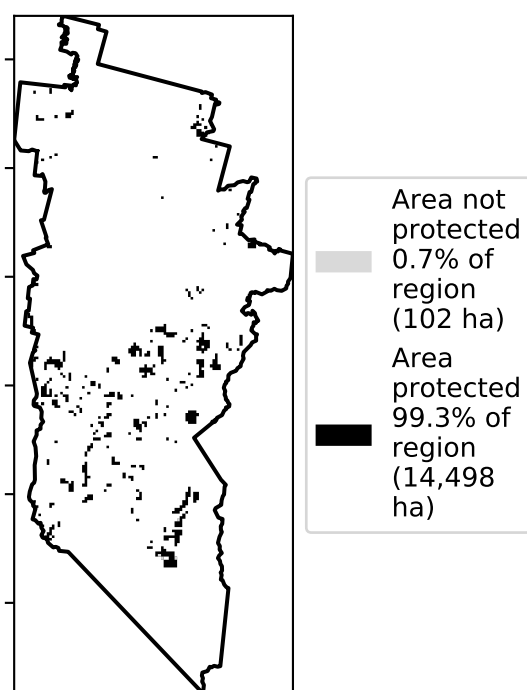 Area not
protected
0.7% of
region
(102 ha)
Area
protected
99.3% of
region
(14,498
ha)